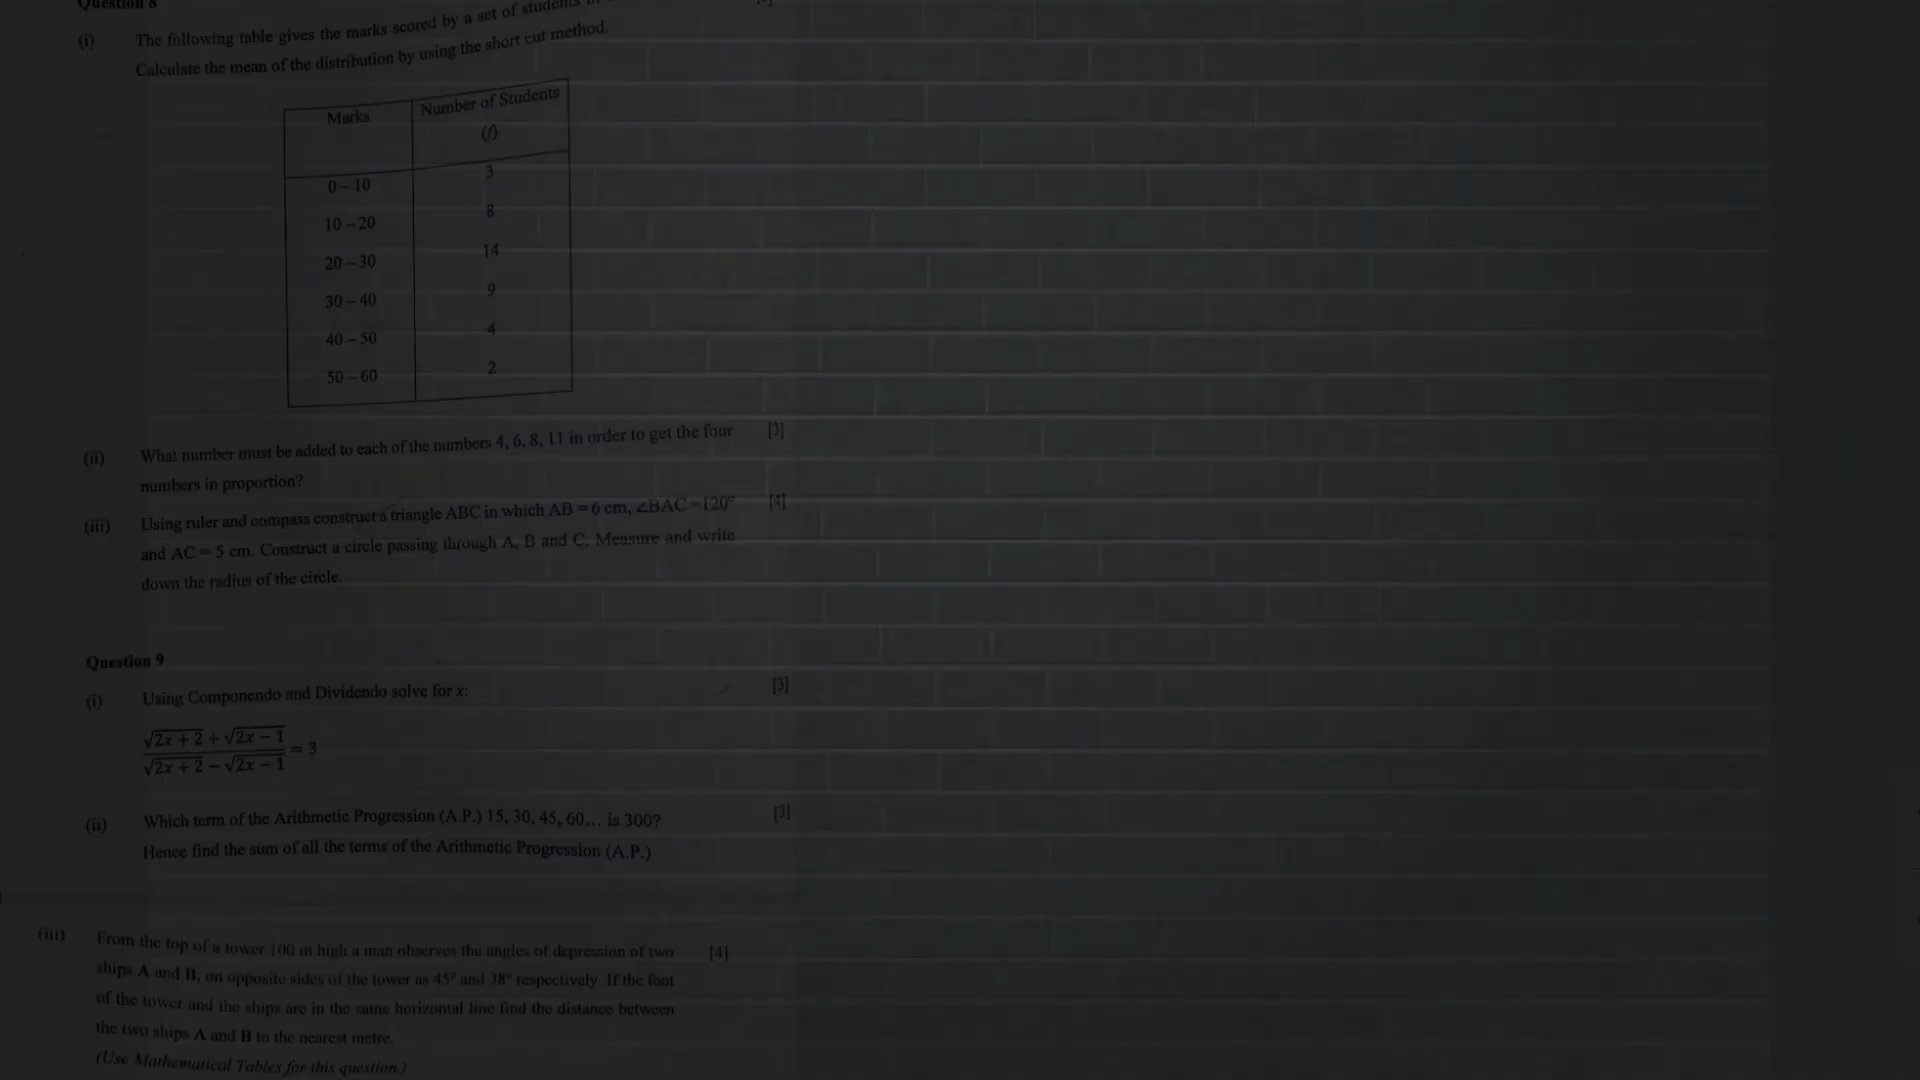 Question 8
(i) The following table gives the marks scored by a set of students
Calculate the mean of the distribution by using the short cut method.
Marks Number of Students
(f)
0 – 10 3
10 – 20 8
20 – 30 14
30 – 40 9
40 – 50 4
50 – 60 2
(ii) What number must be added to each of the numbers 4, 6, 8, 11 in order to get the four [3]
numbers in proportion?
(iii) Using ruler and compass construct a triangle ABC in which AB = 6 cm, ∠BAC =120° [4]
and AC = 5 cm. Construct a circle passing through A, B and C. Measure and write
down the radius of the circle.
Question 9
(i) Using Componendo and Dividendo solve for x: [3]
√2x + 2 + √2x − 1
√2x + 2 − √2x − 1 = 3
(ii) Which term of the Arithmetic Progression (A.P.) 15, 30, 45, 60... is 300? [3]
Hence find the sum of all the terms of the Arithmetic Progression (A.P.)
(iii) From the top of a tower 100 m high a man observes the angles of depression of two [4]
ships A and B, on opposite sides of the tower as 45° and 38° respectively. If the foot
of the tower and the ships are in the same horizontal line find the distance between
the two ships A and B to the nearest metre.
(Use Mathematical Tables for this question.)